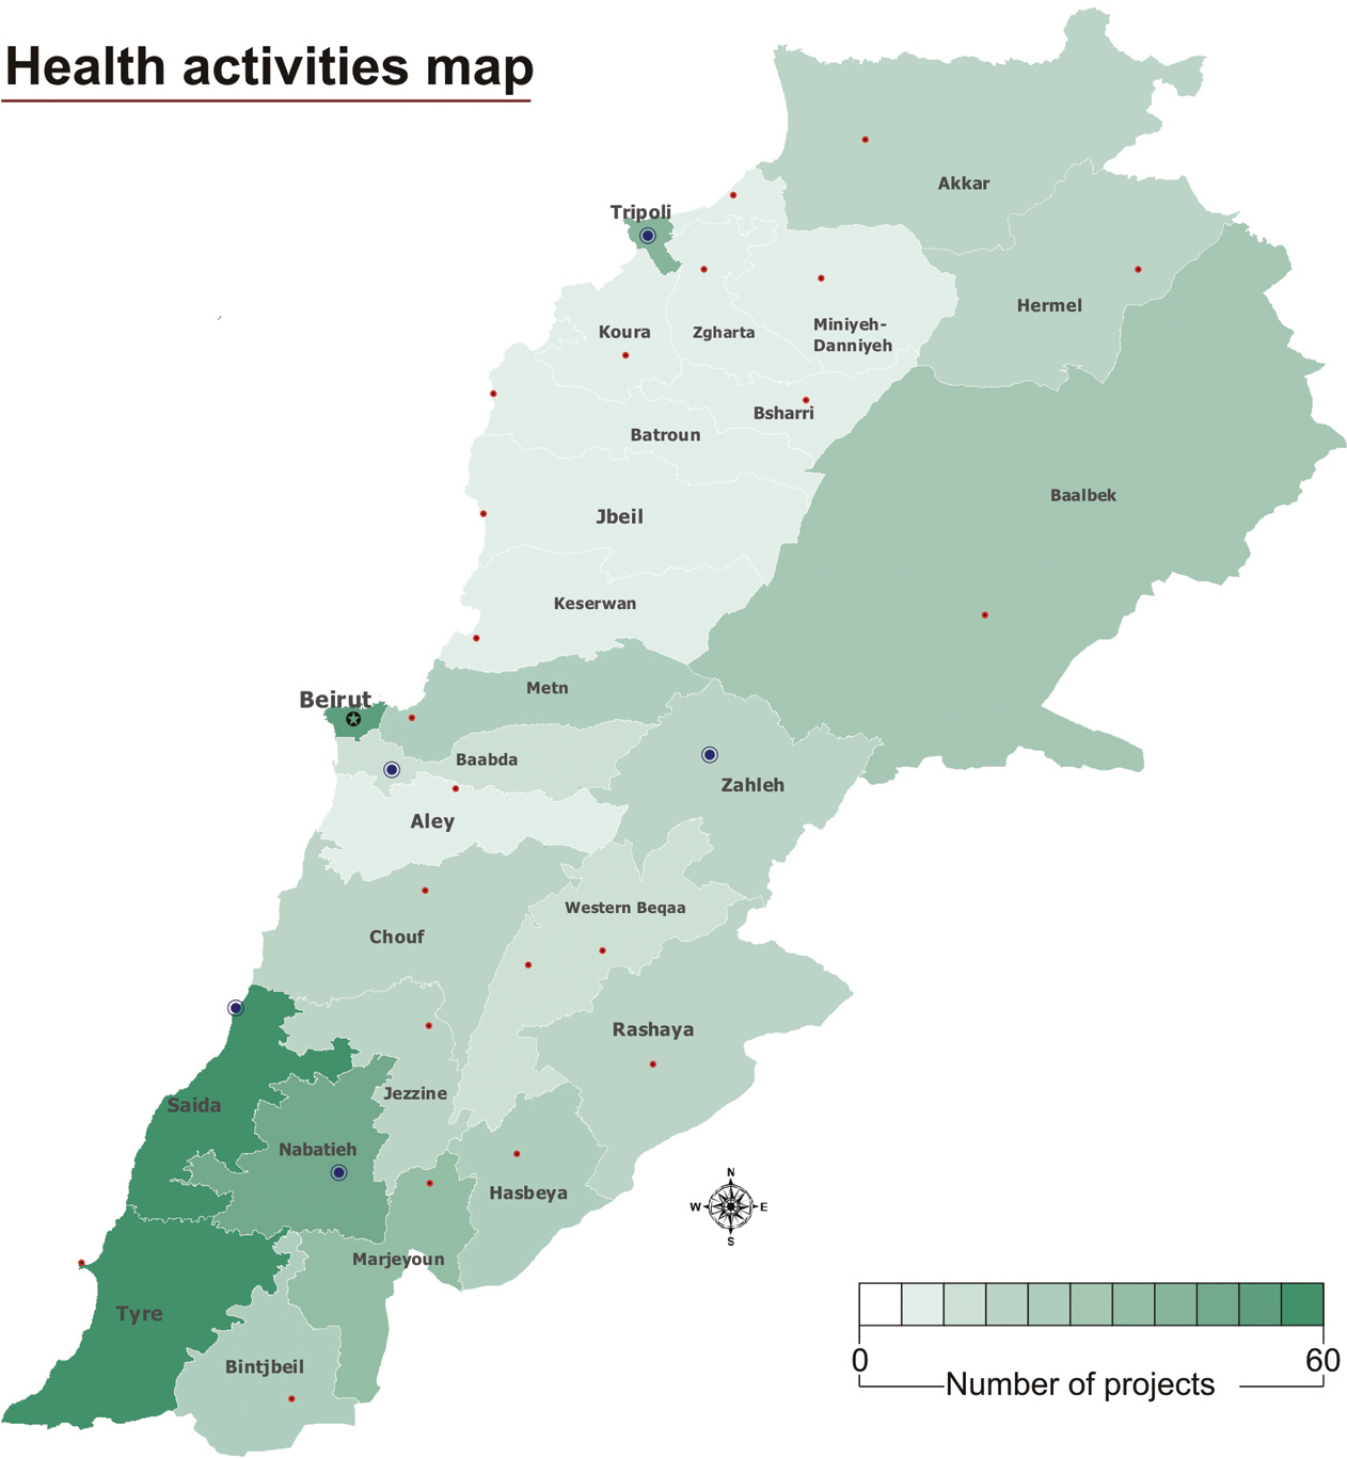 Health activities map
Akkar
Tripoli
Hermel
Koura
Zgharta
Miniyeh-
Danniyeh
Bsharri
Batroun
Baalbek
Jbeil
Keserwan
Metn
Beirut
Baabda
Zahleh
Aley
Western Beqaa
Chouf
Rashaya
Jezzine
Saida
Nabatieh
Hasbeya
N
W E
S
Marjeyoun
Tyre
Bintjbeil
0 60
Number of projects